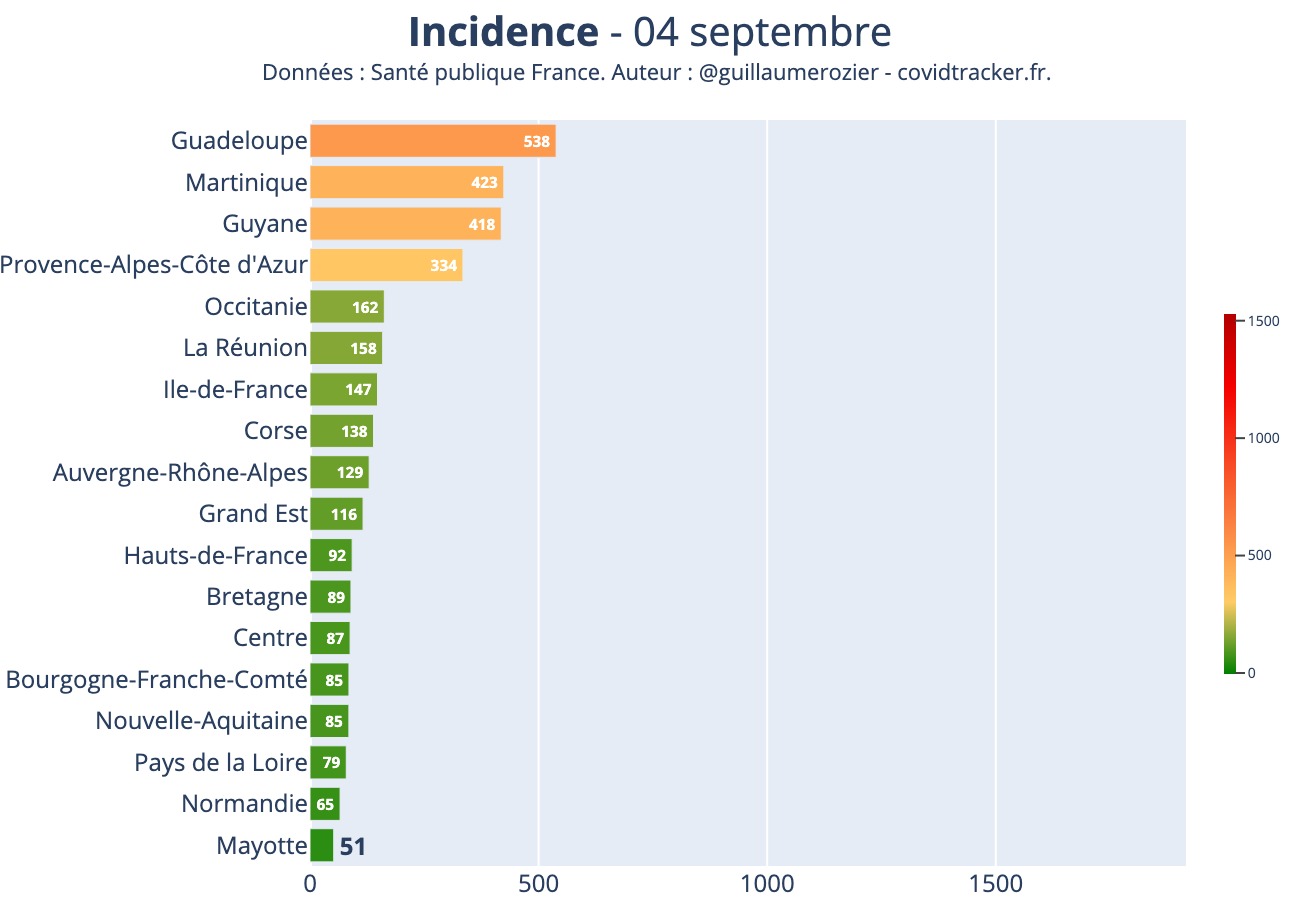 Incidence - 04 septembre
Données : Santé publique France. Auteur : @guillaumerozier - covidtracker.fr.
Guadeloupe 538
Martinique 423
Guyane 418
Provence-Alpes-Côte d'Azur 334
Occitanie 162
La Réunion 158
Ile-de-France 147
Corse 138
Auvergne-Rhône-Alpes 129
Grand Est 116
Hauts-de-France 92
Bretagne 89
Centre 87
Bourgogne-Franche-Comté 85
Nouvelle-Aquitaine 85
Pays de la Loire 79
Normandie 65
Mayotte 51
0 500 1000 1500
1500
1000
500
0